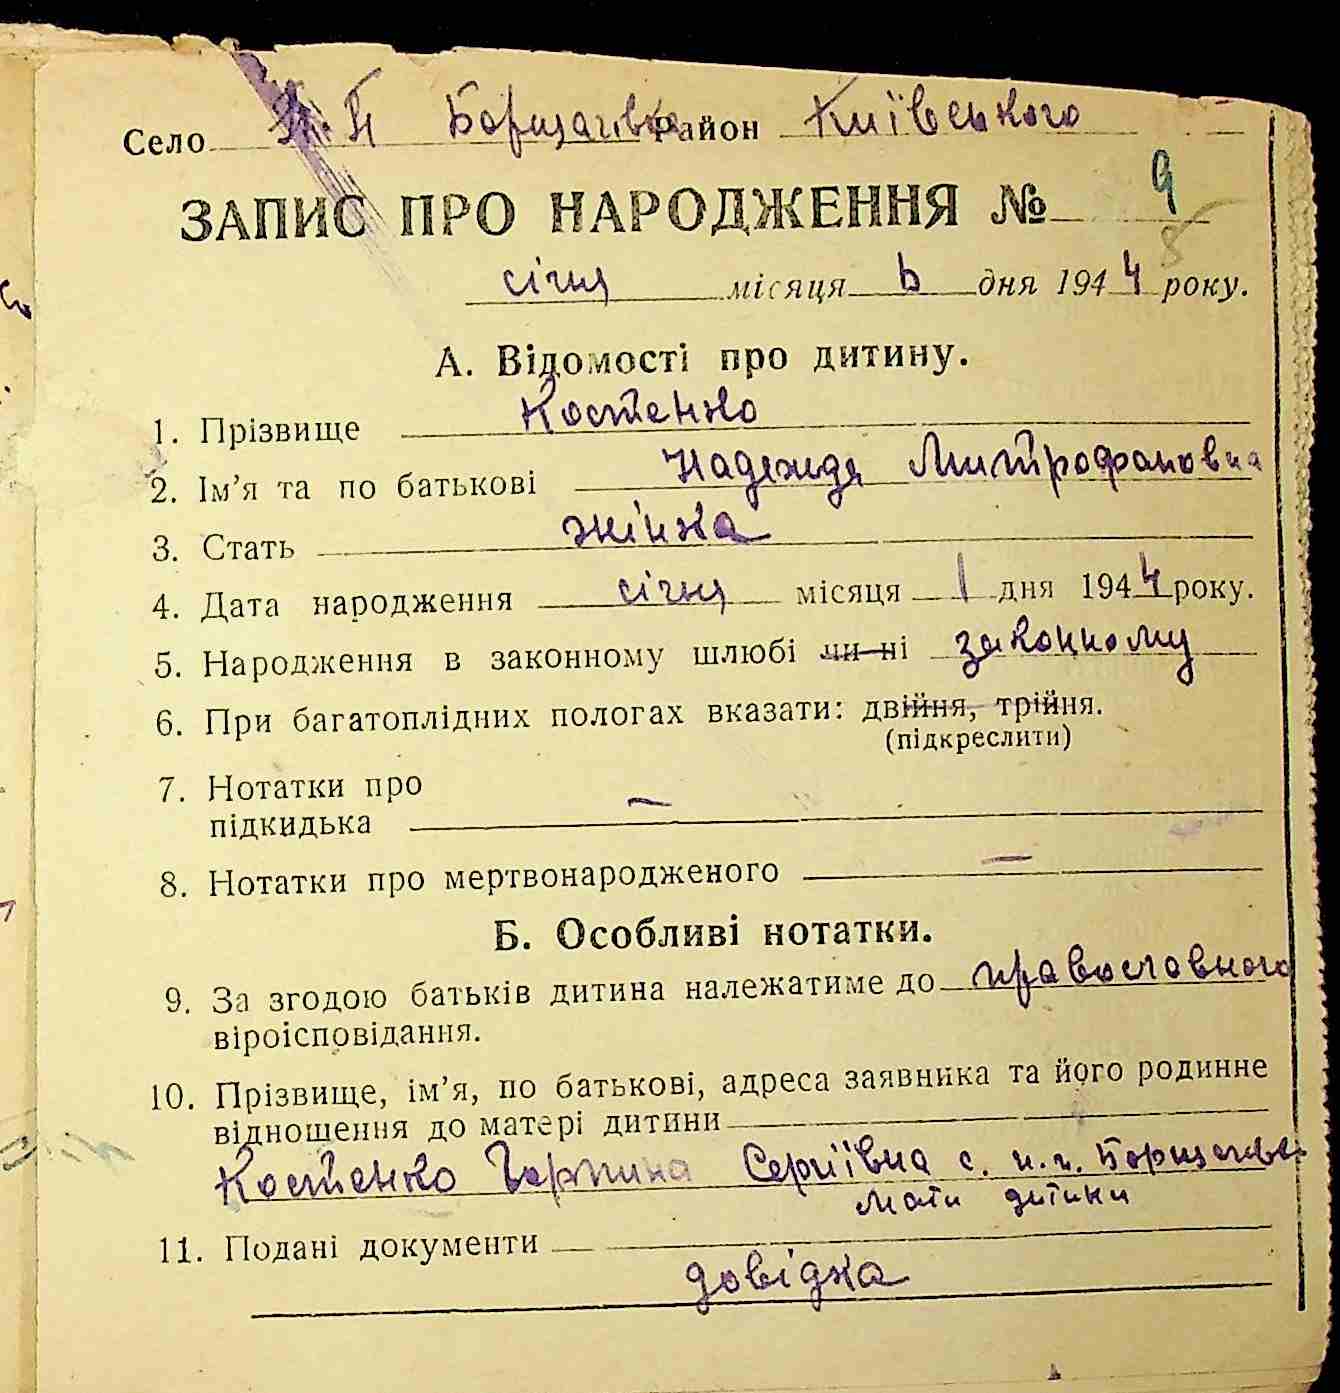 Село П.П Борщагівка Район Київського
ЗАПИС ПРО НАРОДЖЕННЯ № 9
січня місяця 6 дня 1944 року.
А. Відомості про дитину.
1. Прізвище Костенко
2. Ім’я та по батькові Надежда Митрофановна
3. Стать жінка
4. Дата народження січня місяця 1 дня 1944 року.
5. Народження в законному шлюбі чи ні законному
6. При багатоплідних пологах вказати: двійня, трійня.
(підкреслити)
7. Нотатки про
підкидька —
8. Нотатки про мертвонародженого —
Б. Особливі нотатки.
9. За згодою батьків дитина належатиме до православного
віроісповідання.
10. Прізвище, ім’я, по батькові, адреса заявника та його родинне
відношення до матері дитини
Костенко Горпина Сергіївна с. Борщагівка
мати дитини
11. Подані документи
довідка